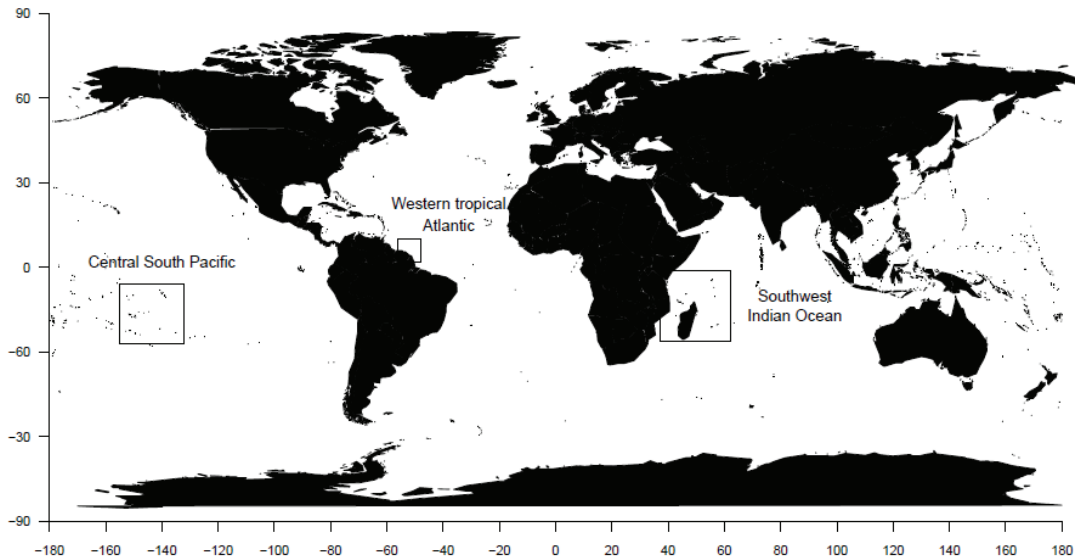 90
60
30
0
−60
−30
−90
Western tropical
Atlantic
Central South Pacific
Southwest
Indian Ocean
−180 −160 −140 −120 −100 −80 −60 −40 −20 0 20 40 60 80 100 120 140 160 180